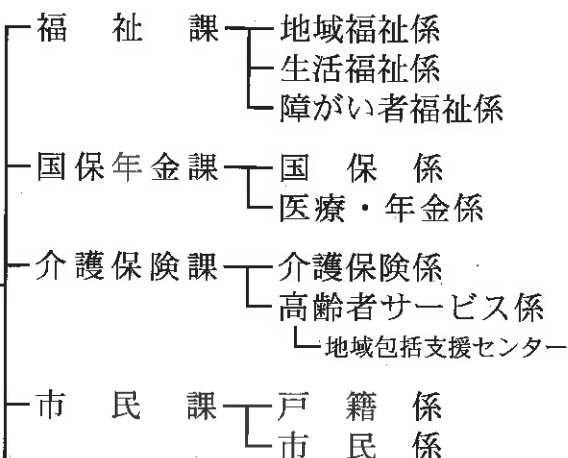 福祉課 地域福祉係
生活福祉係
障がい者福祉係
国保年金課 国保係
医療・年金係
介護保険課 介護保険係
高齢者サービス係
地域包括支援センター
市民課 戸籍係
市民係